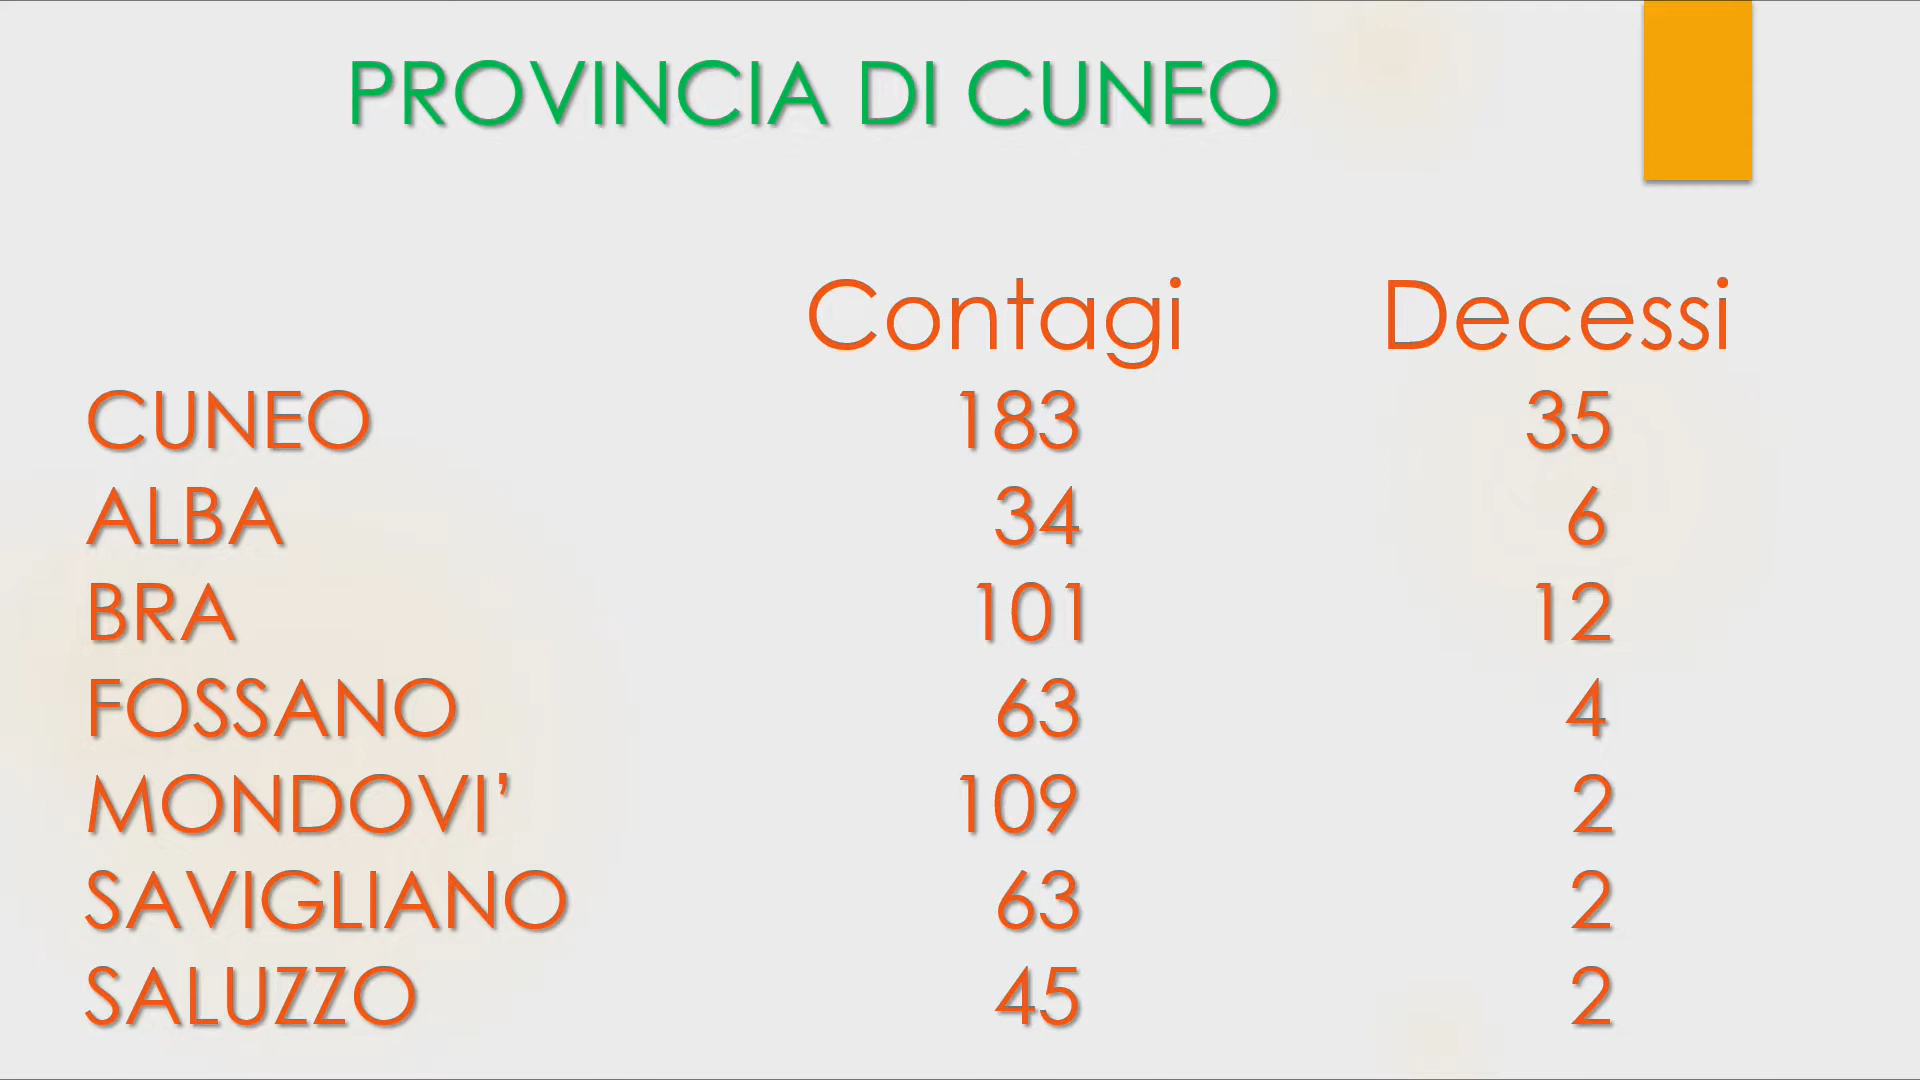 PROVINCIA DI CUNEO
Contagi Decessi
CUNEO 183 35
ALBA 34 6
BRA 101 12
FOSSANO 63 4
MONDOVI’ 109 2
SAVIGLIANO 63 2
SALUZZO 45 2